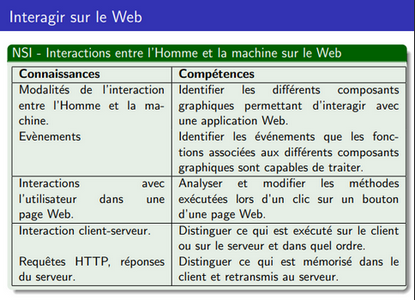 Interagir sur le Web
NSI - Interactions entre l'Homme et la machine sur le Web
Connaissances
Compétences
Modalités de l'interaction
entre l'Homme et la ma-
chine.
Identifier les différents composants
graphiques permettant d'interagir avec
une application Web.
Evènements
Identifier les événements que les fonc-
tions associées aux différents composants
graphiques sont capables de traiter.
Interactions avec
l'utilisateur dans une
page Web.
Analyser et modifier les méthodes
exécutées lors d'un clic sur un bouton
d'une page Web.
Interaction client-serveur.
Distinguer ce qui est exécuté sur le client
ou sur le serveur et dans quel ordre.
Requêtes HTTP, réponses
du serveur.
Distinguer ce qui est mémorisé dans le
client et retransmis au serveur.